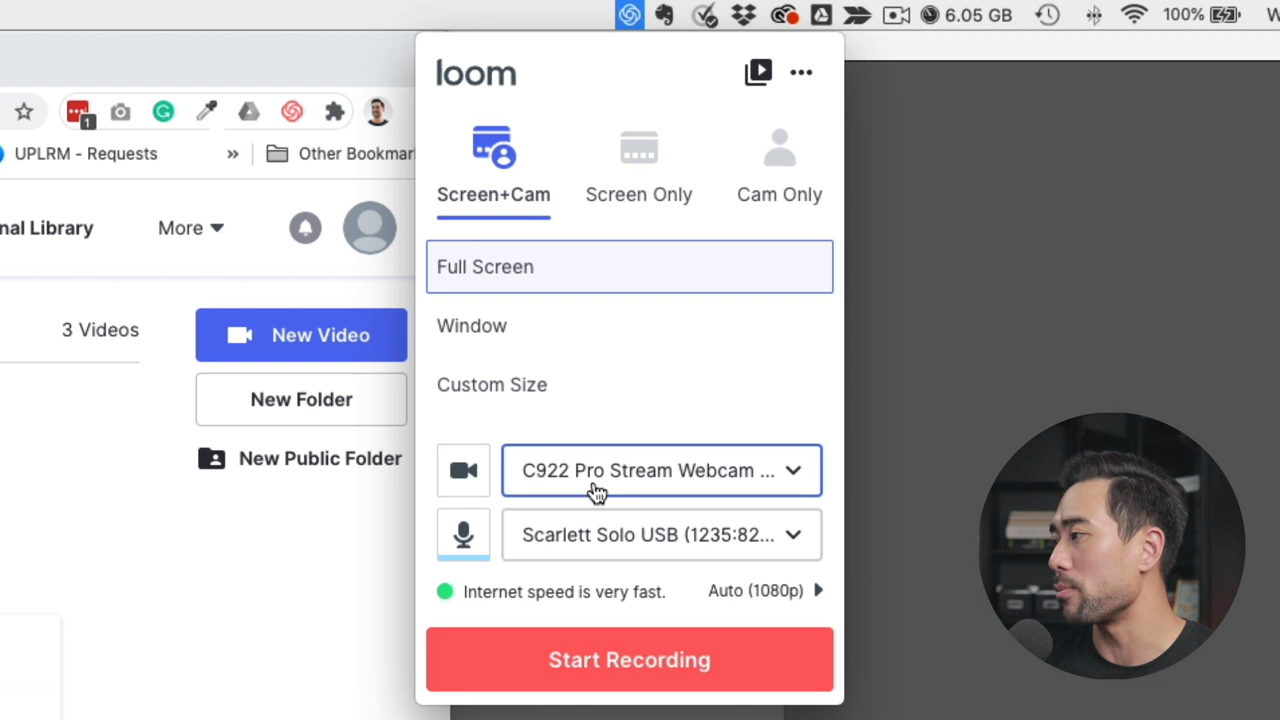 6.05 GB 100% W
loom
1
UPLRM - Requests » Other Bookmar
Screen+Cam Screen Only Cam Only
nal Library More
Full Screen
3 Videos New Video
Window
New Folder
Custom Size
New Public Folder
C922 Pro Stream Webcam ...
Scarlett Solo USB (1235:82...
Internet speed is very fast. Auto (1080p)
Start Recording